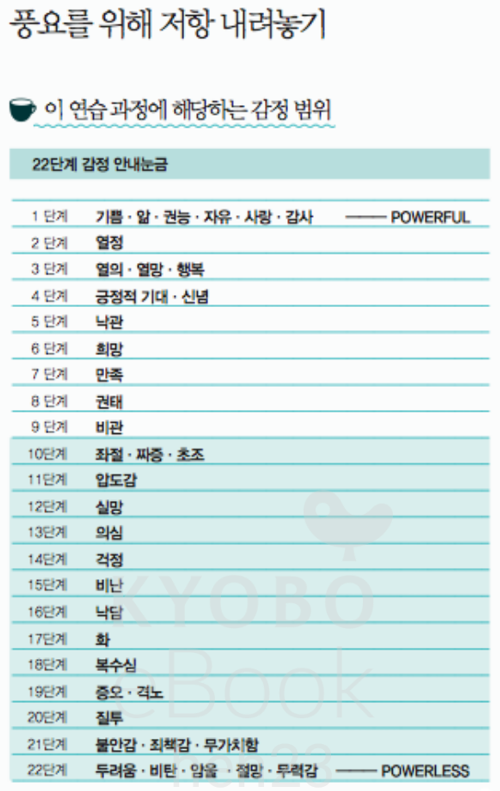 풍요를 위해 저항 내려놓기
이 연습 과정에 해당하는 감정 범위
22단계 감정 안내눈금
1 단계 기쁨 · 앎 · 권능 · 자유 · 사랑 · 감사 —— POWERFUL
2 단계 열정
3 단계 열의 · 열망 · 행복
4 단계 긍정적 기대 · 신념
5 단계 낙관
6 단계 희망
7 단계 만족
8 단계 권태
9 단계 비관
10단계 좌절 · 짜증 · 초조
11단계 압도감
12단계 실망
13단계 의심
14단계 걱정
15단계 비난
16단계 낙담
17단계 화
18단계 복수심
19단계 증오 · 격노
20단계 질투
21단계 불안감 · 죄책감 · 무가치함
22단계 두려움 · 비탄 · 암울 · 절망 · 무력감 —— POWERLESS
KYOBO
eBook